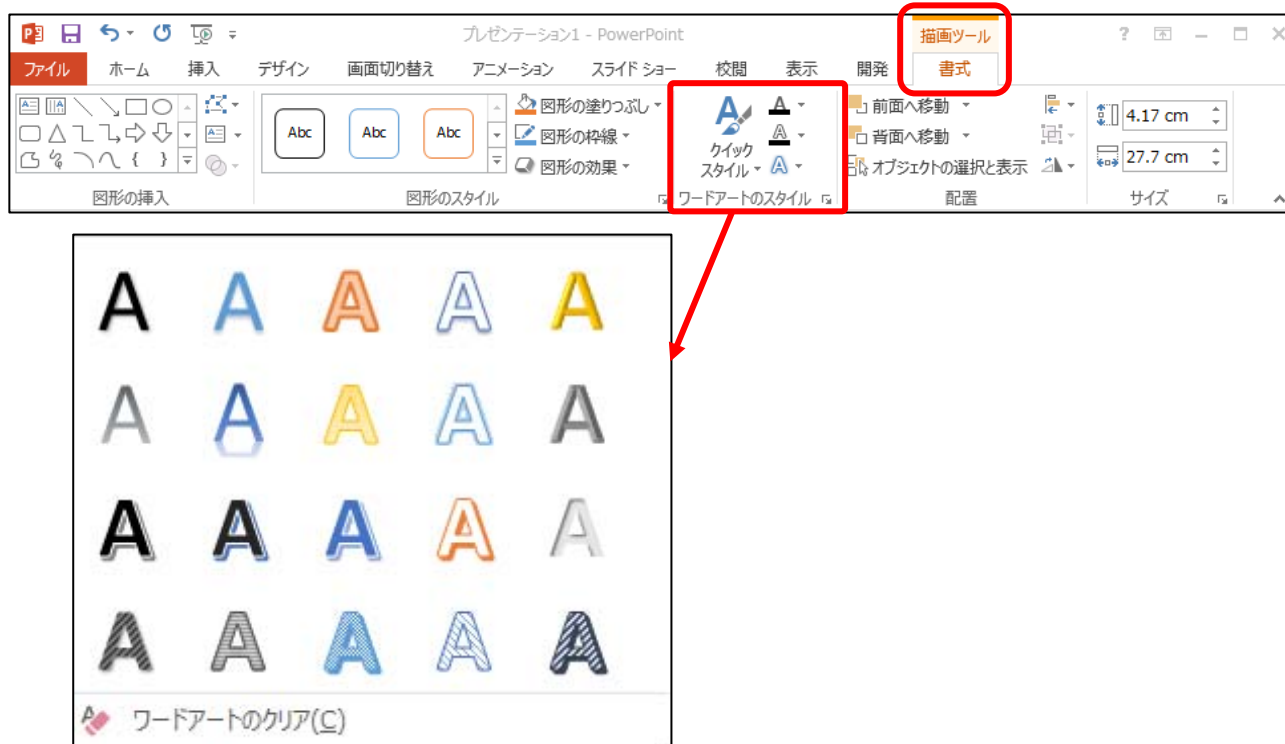 プレゼンテーション1 - PowerPoint
描画ツール
ファイル ホーム 挿入 デザイン 画面切り替え アニメーション スライド ショー 校閲 表示 開発 書式
Abc Abc Abc
図形の塗りつぶし
図形の枠線
図形の効果
クイック
スタイル
A
A
A
前面へ移動
背面へ移動
オブジェクトの選択と表示
4.17 cm
27.7 cm
図形の挿入 図形のスタイル ワードアートのスタイル 配置 サイズ
A A A A A
A A A A A
A A A A A
A A A A A
ワードアートのクリア(C)